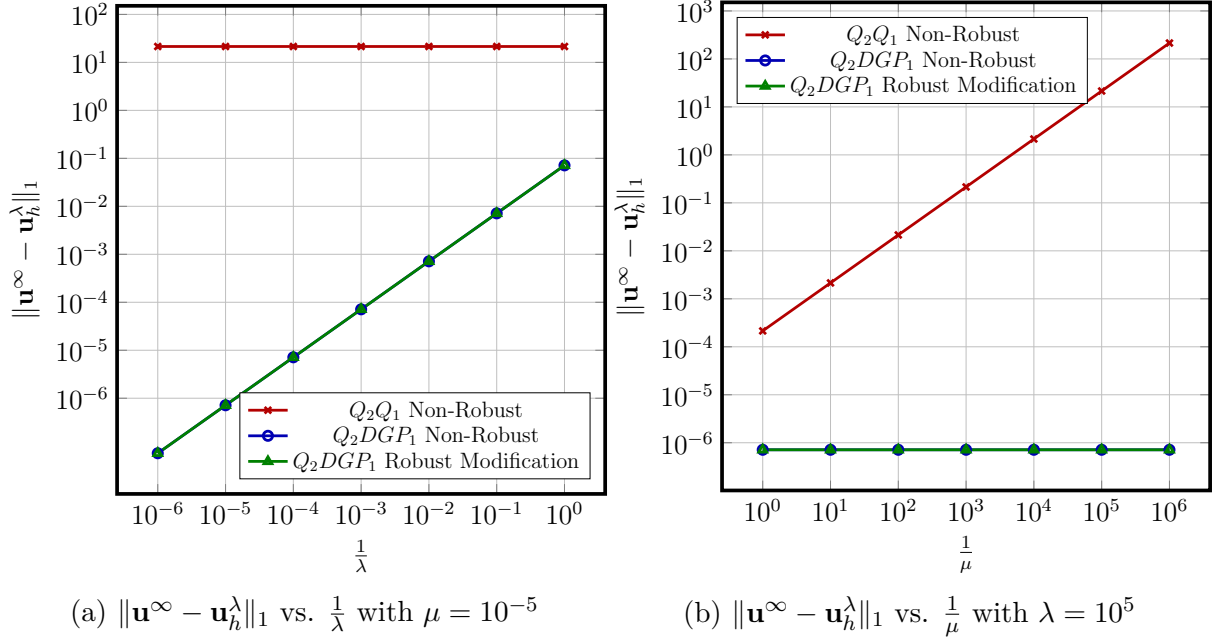 10^2
10^1
10^0
10^{-1}
10^{-2}
10^{-3}
10^{-4}
10^{-5}
10^{-6}
‖u^∞ − u_h^λ‖_1
Q_2Q_1 Non-Robust
Q_2DGP_1 Non-Robust
Q_2DGP_1 Robust Modification
10^{-6} 10^{-5} 10^{-4} 10^{-3} 10^{-2} 10^{-1} 10^0
1/λ
(a) ‖u^∞ − u_h^λ‖_1 vs. 1/λ with μ = 10^{-5}
10^3
10^2
10^1
10^0
10^{-1}
10^{-2}
10^{-3}
10^{-4}
10^{-5}
10^{-6}
‖u^∞ − u_h^λ‖_1
Q_2Q_1 Non-Robust
Q_2DGP_1 Non-Robust
Q_2DGP_1 Robust Modification
10^0 10^1 10^2 10^3 10^4 10^5 10^6
1/μ
(b) ‖u^∞ − u_h^λ‖_1 vs. 1/μ with λ = 10^5